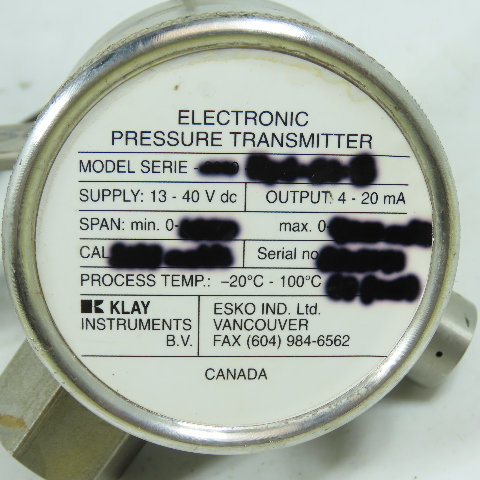 ELECTRONIC
PRESSURE TRANSMITTER
MODEL SERIE -
SUPPLY: 13 - 40 V dc OUTPUT: 4 - 20 mA
SPAN: min. 0- max. 0-
CAL Serial no
PROCESS TEMP.: -20°C - 100°C
KLAY
INSTRUMENTS
B.V.
ESKO IND. Ltd.
VANCOUVER
FAX (604) 984-6562
CANADA